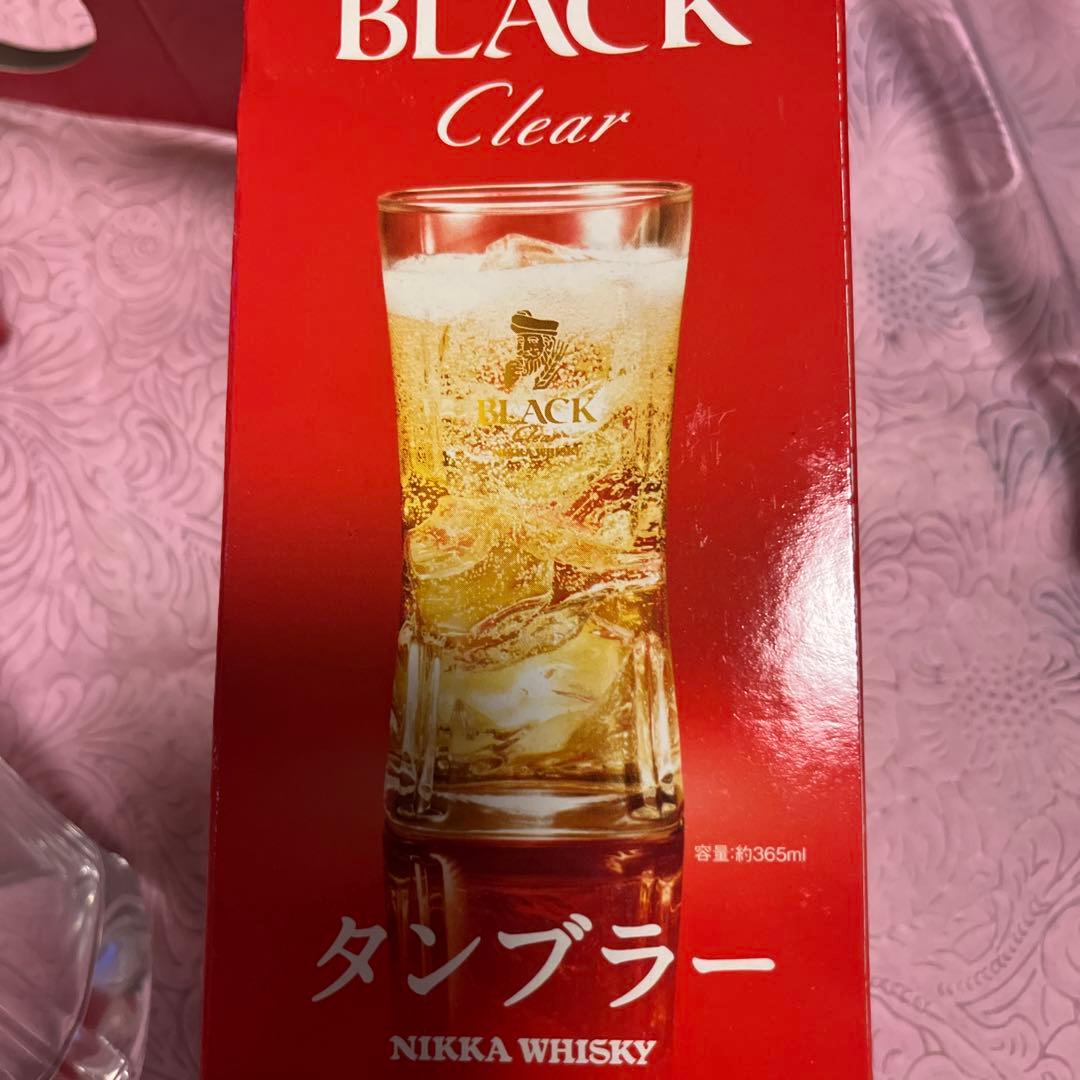 BLACK
Clear
BLACK
Clear
NIKKA WHISKY
容量:約365ml
タンブラー
NIKKA WHISKY